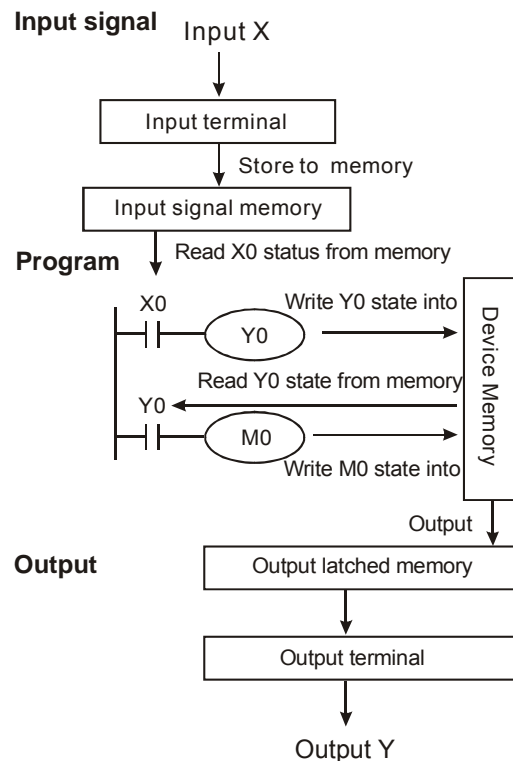 Input signal
Input X
Input terminal
Store to memory
Input signal memory
Read X0 status from memory
Program
X0
Write Y0 state into
Y0
Device Memory
Read Y0 state from memory
Y0
M0
Write M0 state into
Output
Output
Output latched memory
Output terminal
Output Y